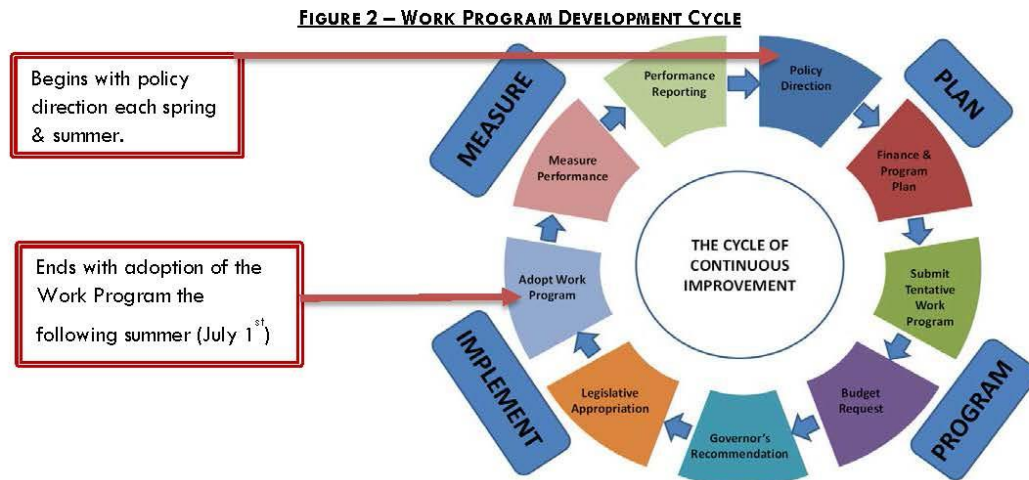 FIGURE 2 – WORK PROGRAM DEVELOPMENT CYCLE
Begins with policy
direction each spring
& summer.
Ends with adoption of the
Work Program the
following summer (July 1st)
MEASURE
PLAN
PROGRAM
IMPLEMENT
Policy
Direction
Finance &
Program
Plan
Submit
Tentative
Work
Program
Budget
Request
Governor's
Recommendation
Legislative
Appropriation
Adopt Work
Program
Measure
Performance
Performance
Reporting
THE CYCLE OF
CONTINUOUS
IMPROVEMENT